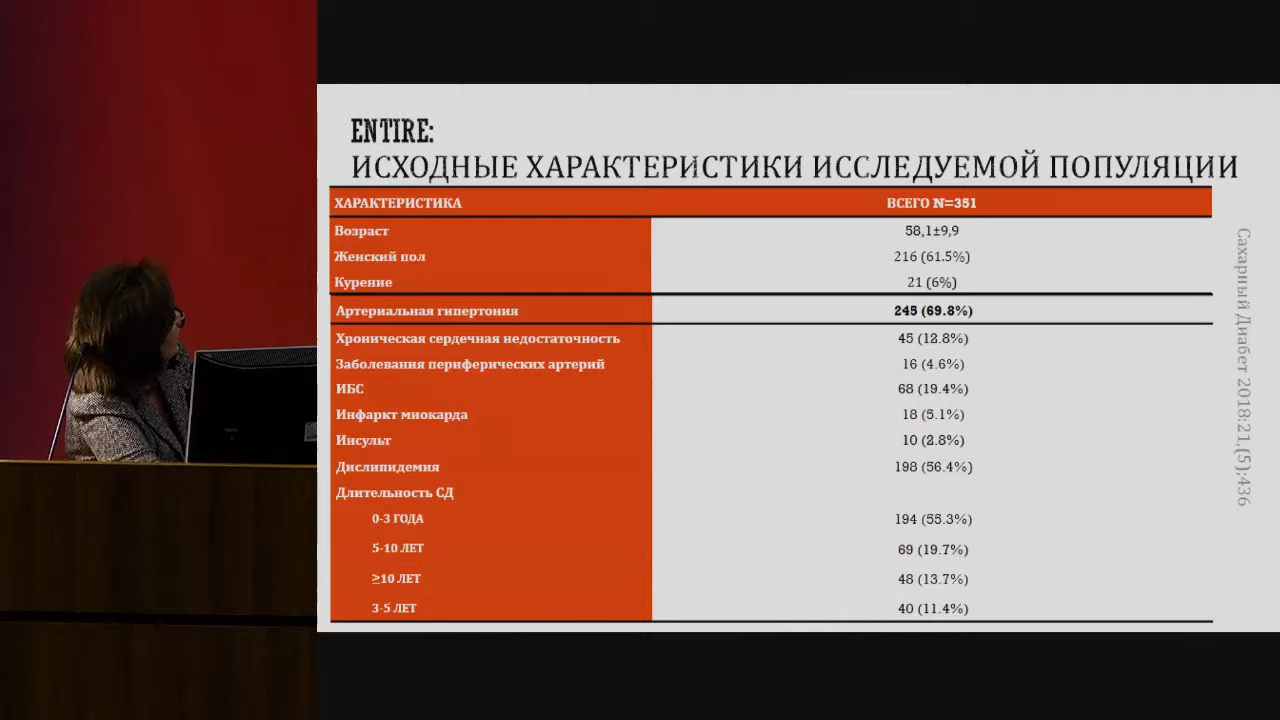 ENTIRE:
ИСХОДНЫЕ ХАРАКТЕРИСТИКИ ИССЛЕДУЕМОЙ ПОПУЛЯЦИИ
ХАРАКТЕРИСТИКА ВСЕГО N=351
Возраст 58,1±9,9
Женский пол 216 (61.5%)
Курение 21 (6%)
Артериальная гипертония 245 (69.8%)
Хроническая сердечная недостаточность 45 (12.8%)
Заболевания периферических артерий 16 (4.6%)
ИБС 68 (19.4%)
Инфаркт миокарда 18 (5.1%)
Инсульт 10 (2.8%)
Дислипидемия 198 (56.4%)
Длительность СД
0-3 ГОДА 194 (55.3%)
5-10 ЛЕТ 69 (19.7%)
≥10 ЛЕТ 48 (13.7%)
3-5 ЛЕТ 40 (11.4%)
Сахарный Диабет 2018;21,(5):436